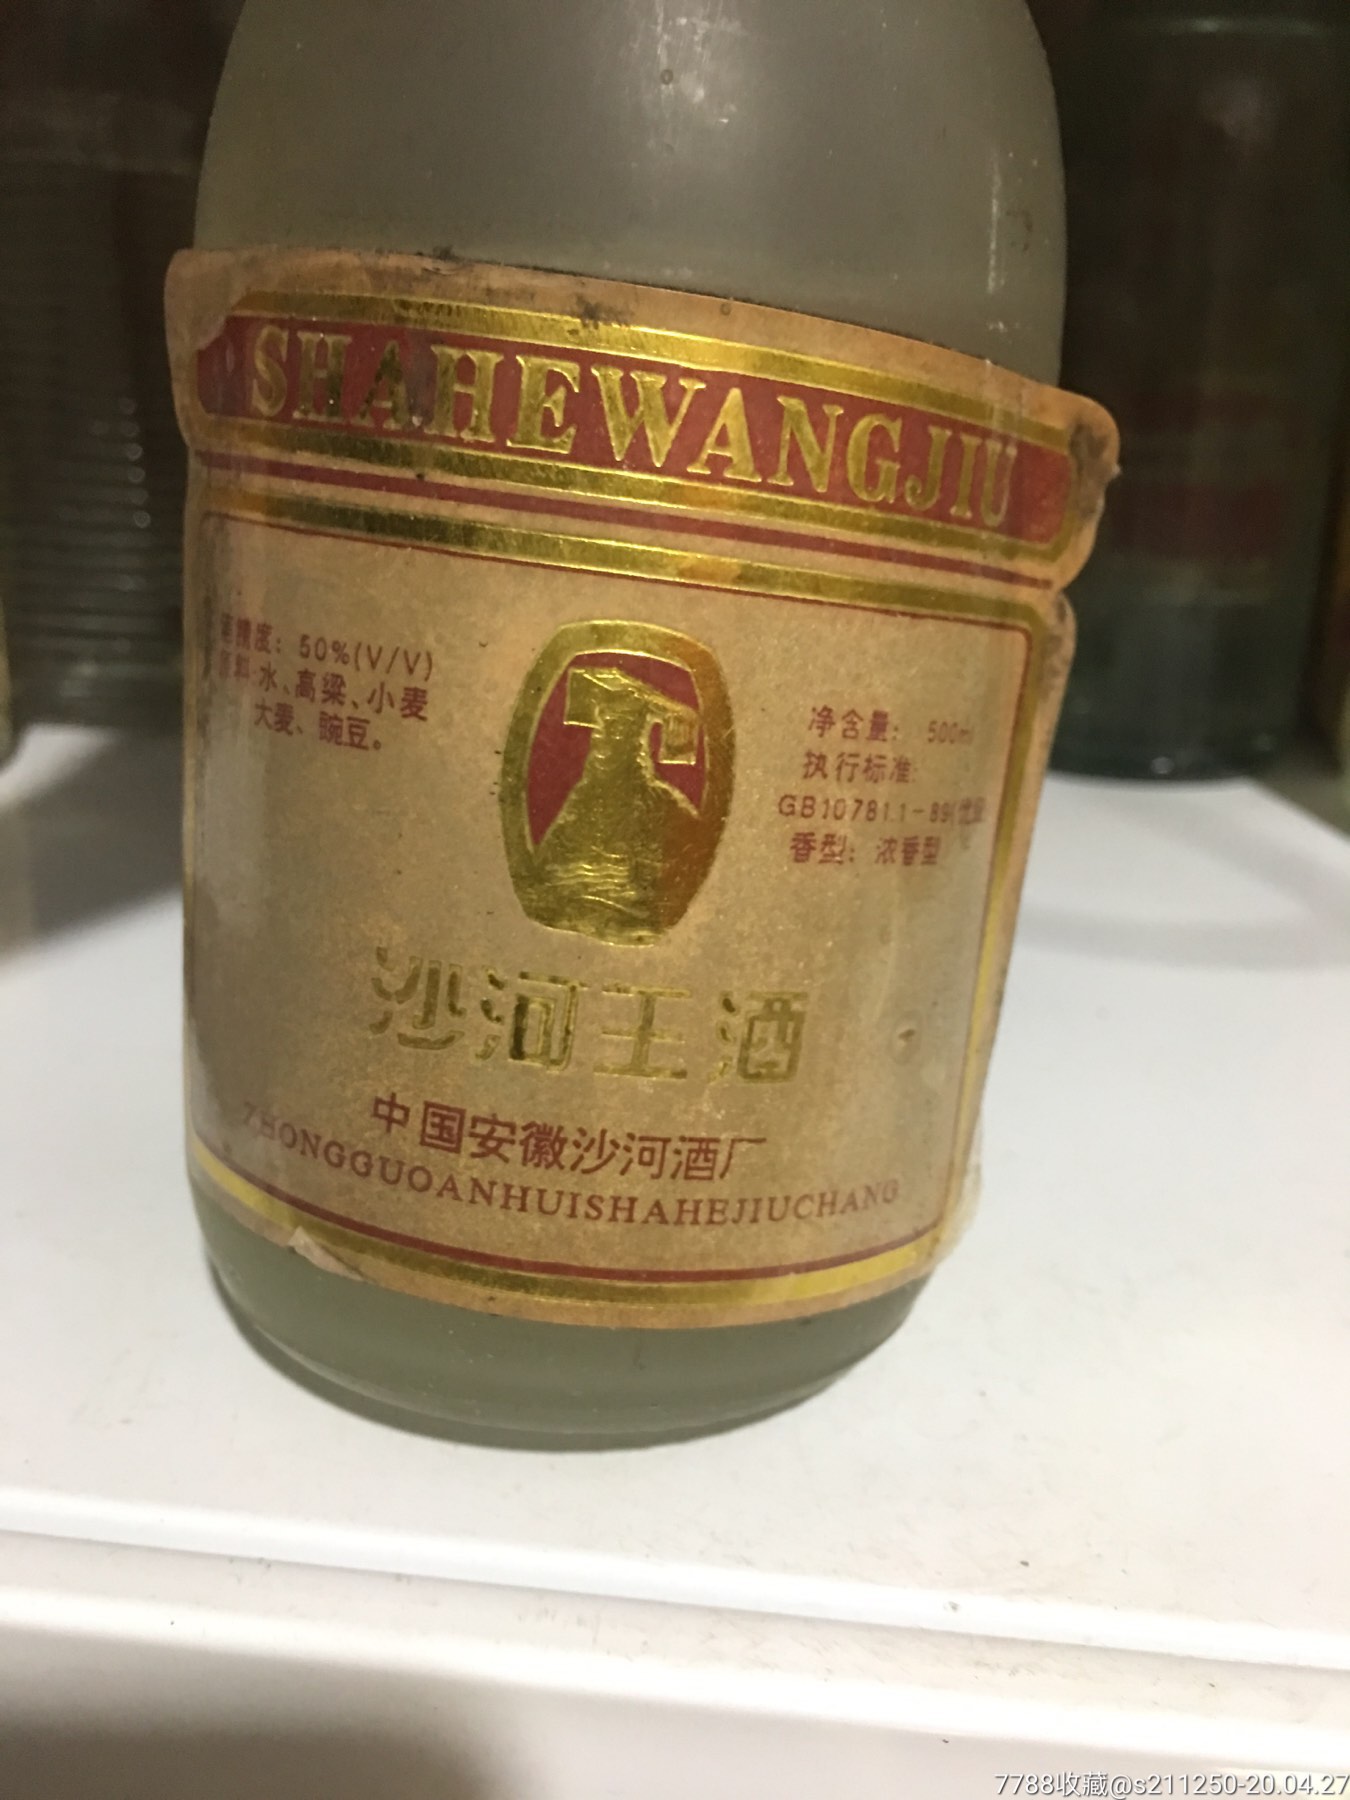 SHAHEWANGJIU
酒精度：50%(V/V)
原料:水、高粱、小麦
大麦、豌豆。
净含量：500ml
执行标准:
GB10781.1-89(优级
香型：浓香型
沙河王酒
中国安徽沙河酒厂
ZHONGGUOANHUISHAHEJIUCHANG
7788收藏@s211250-20.04.27